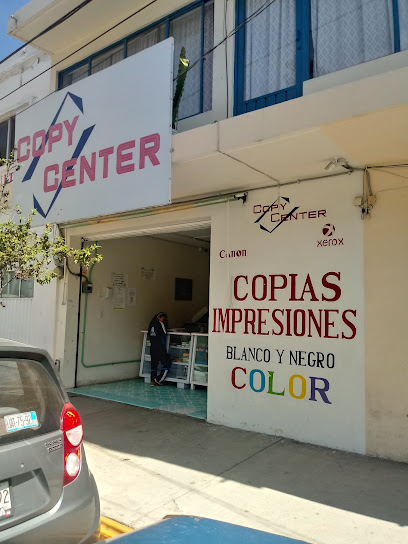 COPY
CENTER
COPY
CENTER
Canon
xerox
COPIAS
IMPRESIONES
BLANCO Y NEGRO
COLOR